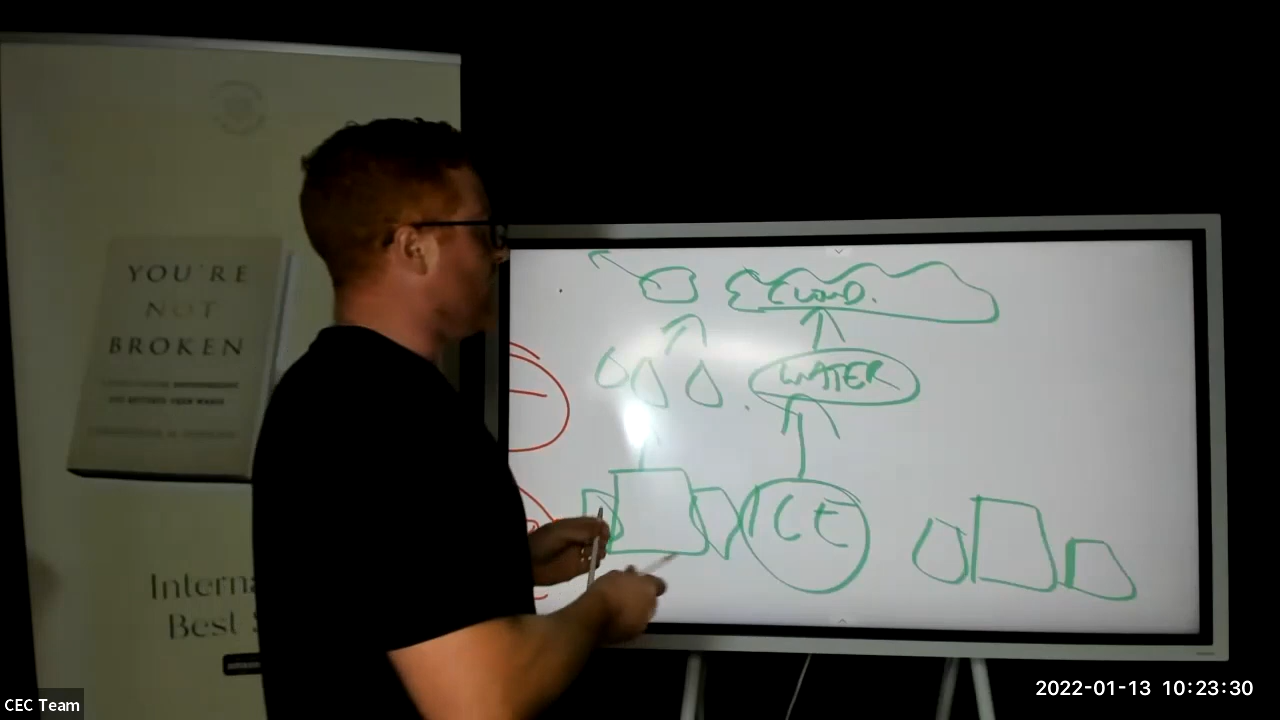 YOU'RE
NOT
BROKEN
Interna
Best
CLOUD.
WATER
ICE
CEC Team
2022-01-13 10:23:30